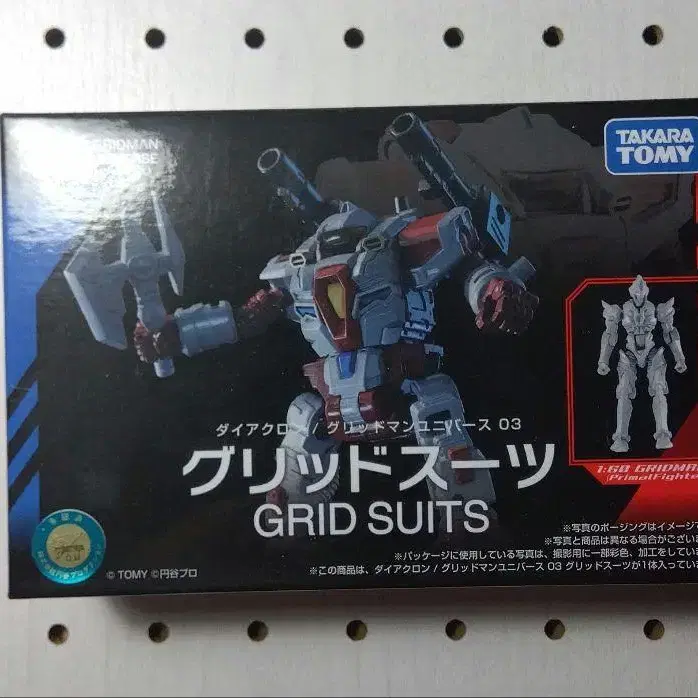 GRIDMAN
TAKARA
TOMY
ダイアクロン / グリッドマンユニバース 03
グリッドスーツ
GRID SUITS
1:60 GRIDMAN
(PrimalFighte
※写真のポージングはイメージ
※写真と商品は異なる場合がござい
※パッケージに使用している写真は、撮影用に一部彩色、加工をしてい
※この商品は、ダイアクロン / グリッドマンユニバース 03 グリッドスーツが1体入ってい
© TOMY ©円谷プロ